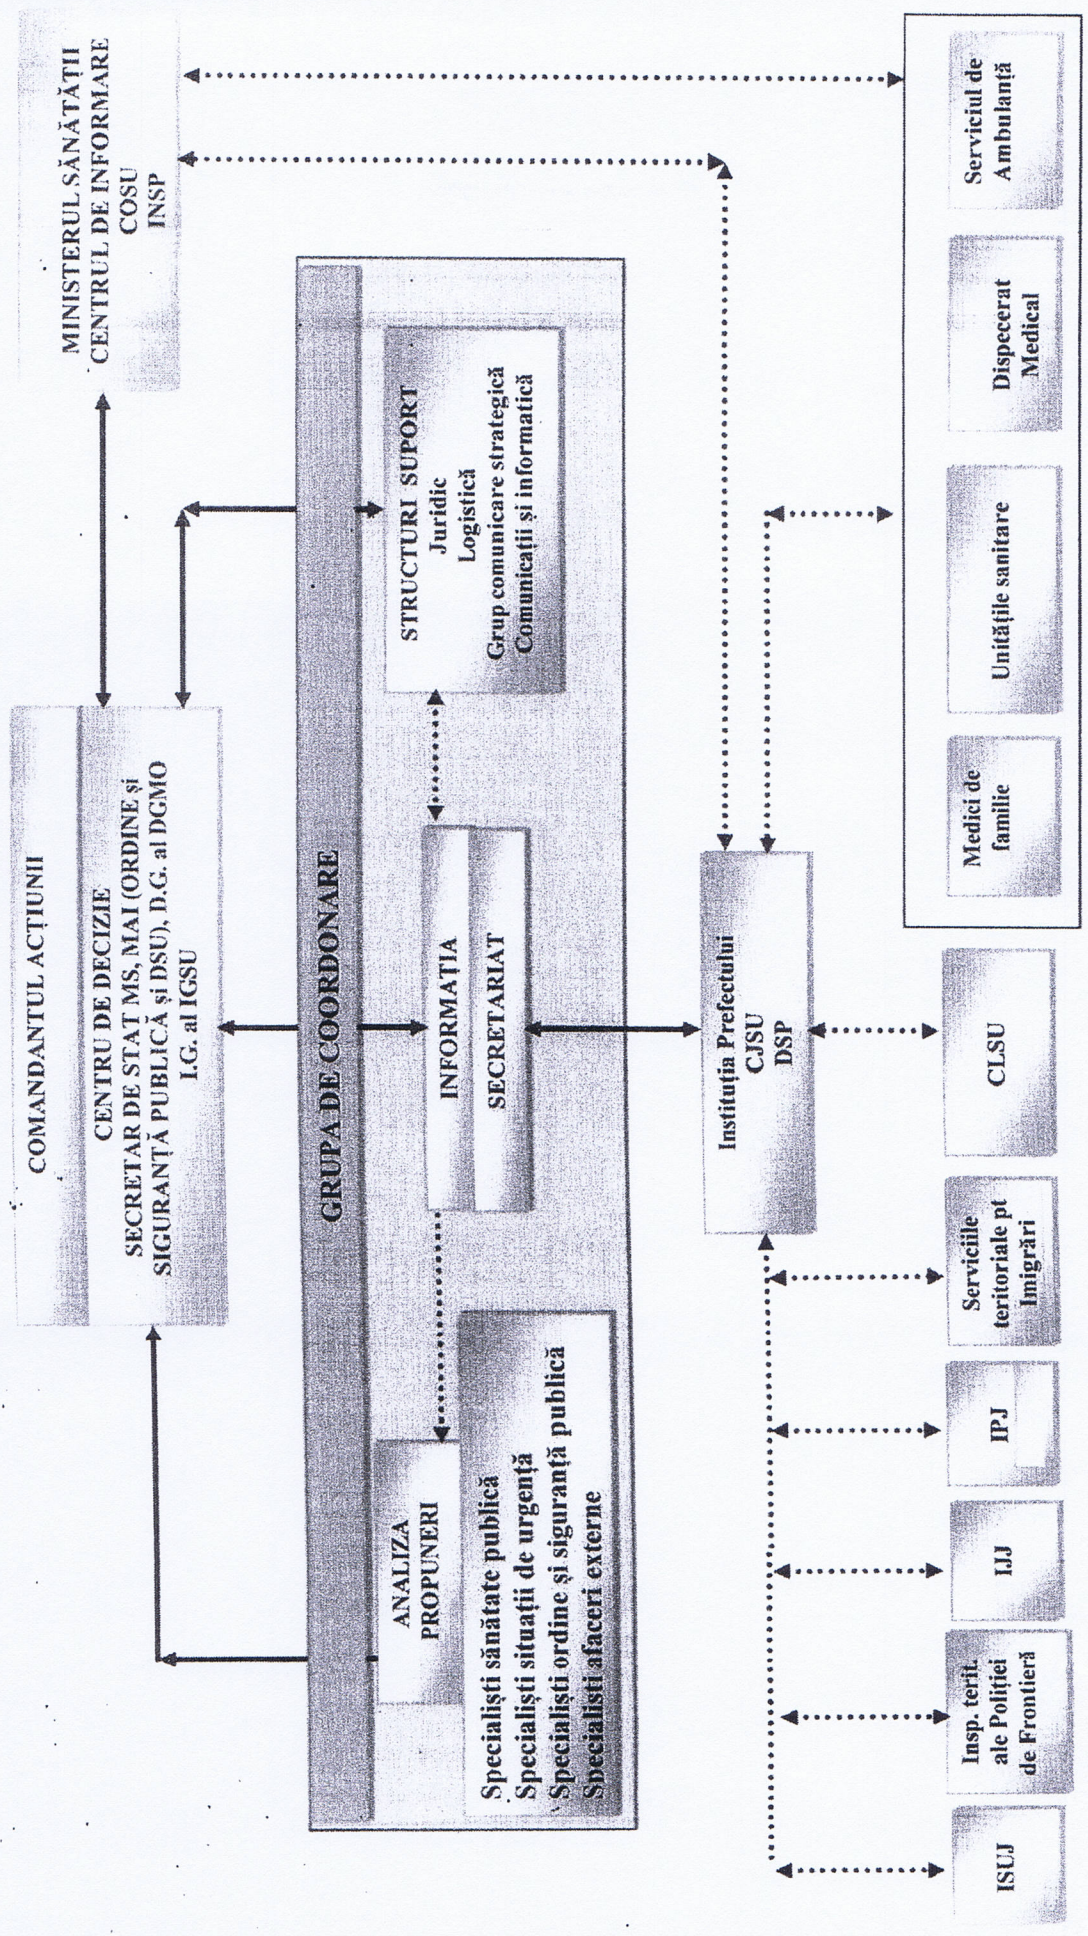 COMANDANTUL ACȚIUNII
CENTRU DE DECIZIE
SECRETAR DE STAT MS, MAI (ORDINE și
SIGURANȚĂ PUBLICĂ și DSU), D.G. al DGMO
I.G. al IGSU
MINISTERUL SĂNĂTĂȚII
CENTRUL DE INFORMARE
COSU
INSP
GRUPA DE COORDONARE
ANALIZA
PROPUNERI
Specialiști sănătate publică
Specialiști situații de urgență
Specialiști ordine și siguranță publică
Specialisti afaceri externe
INFORMAȚIA
SECRETARIAT
STRUCTURI SUPORT
Juridic
Logistică
Grup comunicare strategică
Comunicații și informatică
Instituția Prefectului
CJSU
DSP
ISUJ
Insp. terit.
ale Poliției
de Frontieră
IJJ
IPJ
Serviciile
teritoriale pt
Imigrări
CLSU
Medici de
familie
Unitățile sanitare
Dispecerat
Medical
Serviciul de
Ambulanță